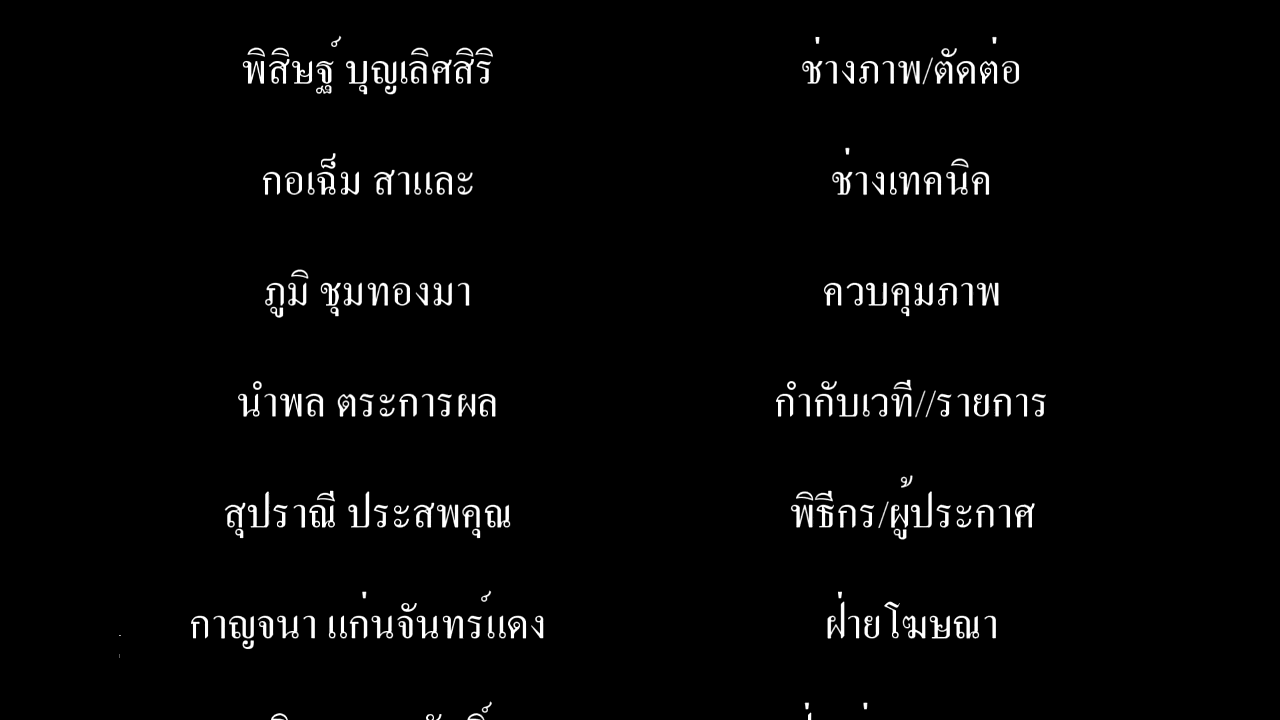 พิสิษฐ์ บุญเลิศสิริ ช่างภาพ/ตัดต่อ
กอเฉ็ม สาและ ช่างเทคนิค
ภูมิ ชุมทองมา ควบคุมภาพ
นำพล ตระการผล กำกับเวที//รายการ
สุปราณี ประสพคุณ พิธีกร/ผู้ประกาศ
กาญจนา แก่นจันทร์แดง ฝ่ายโฆษณา